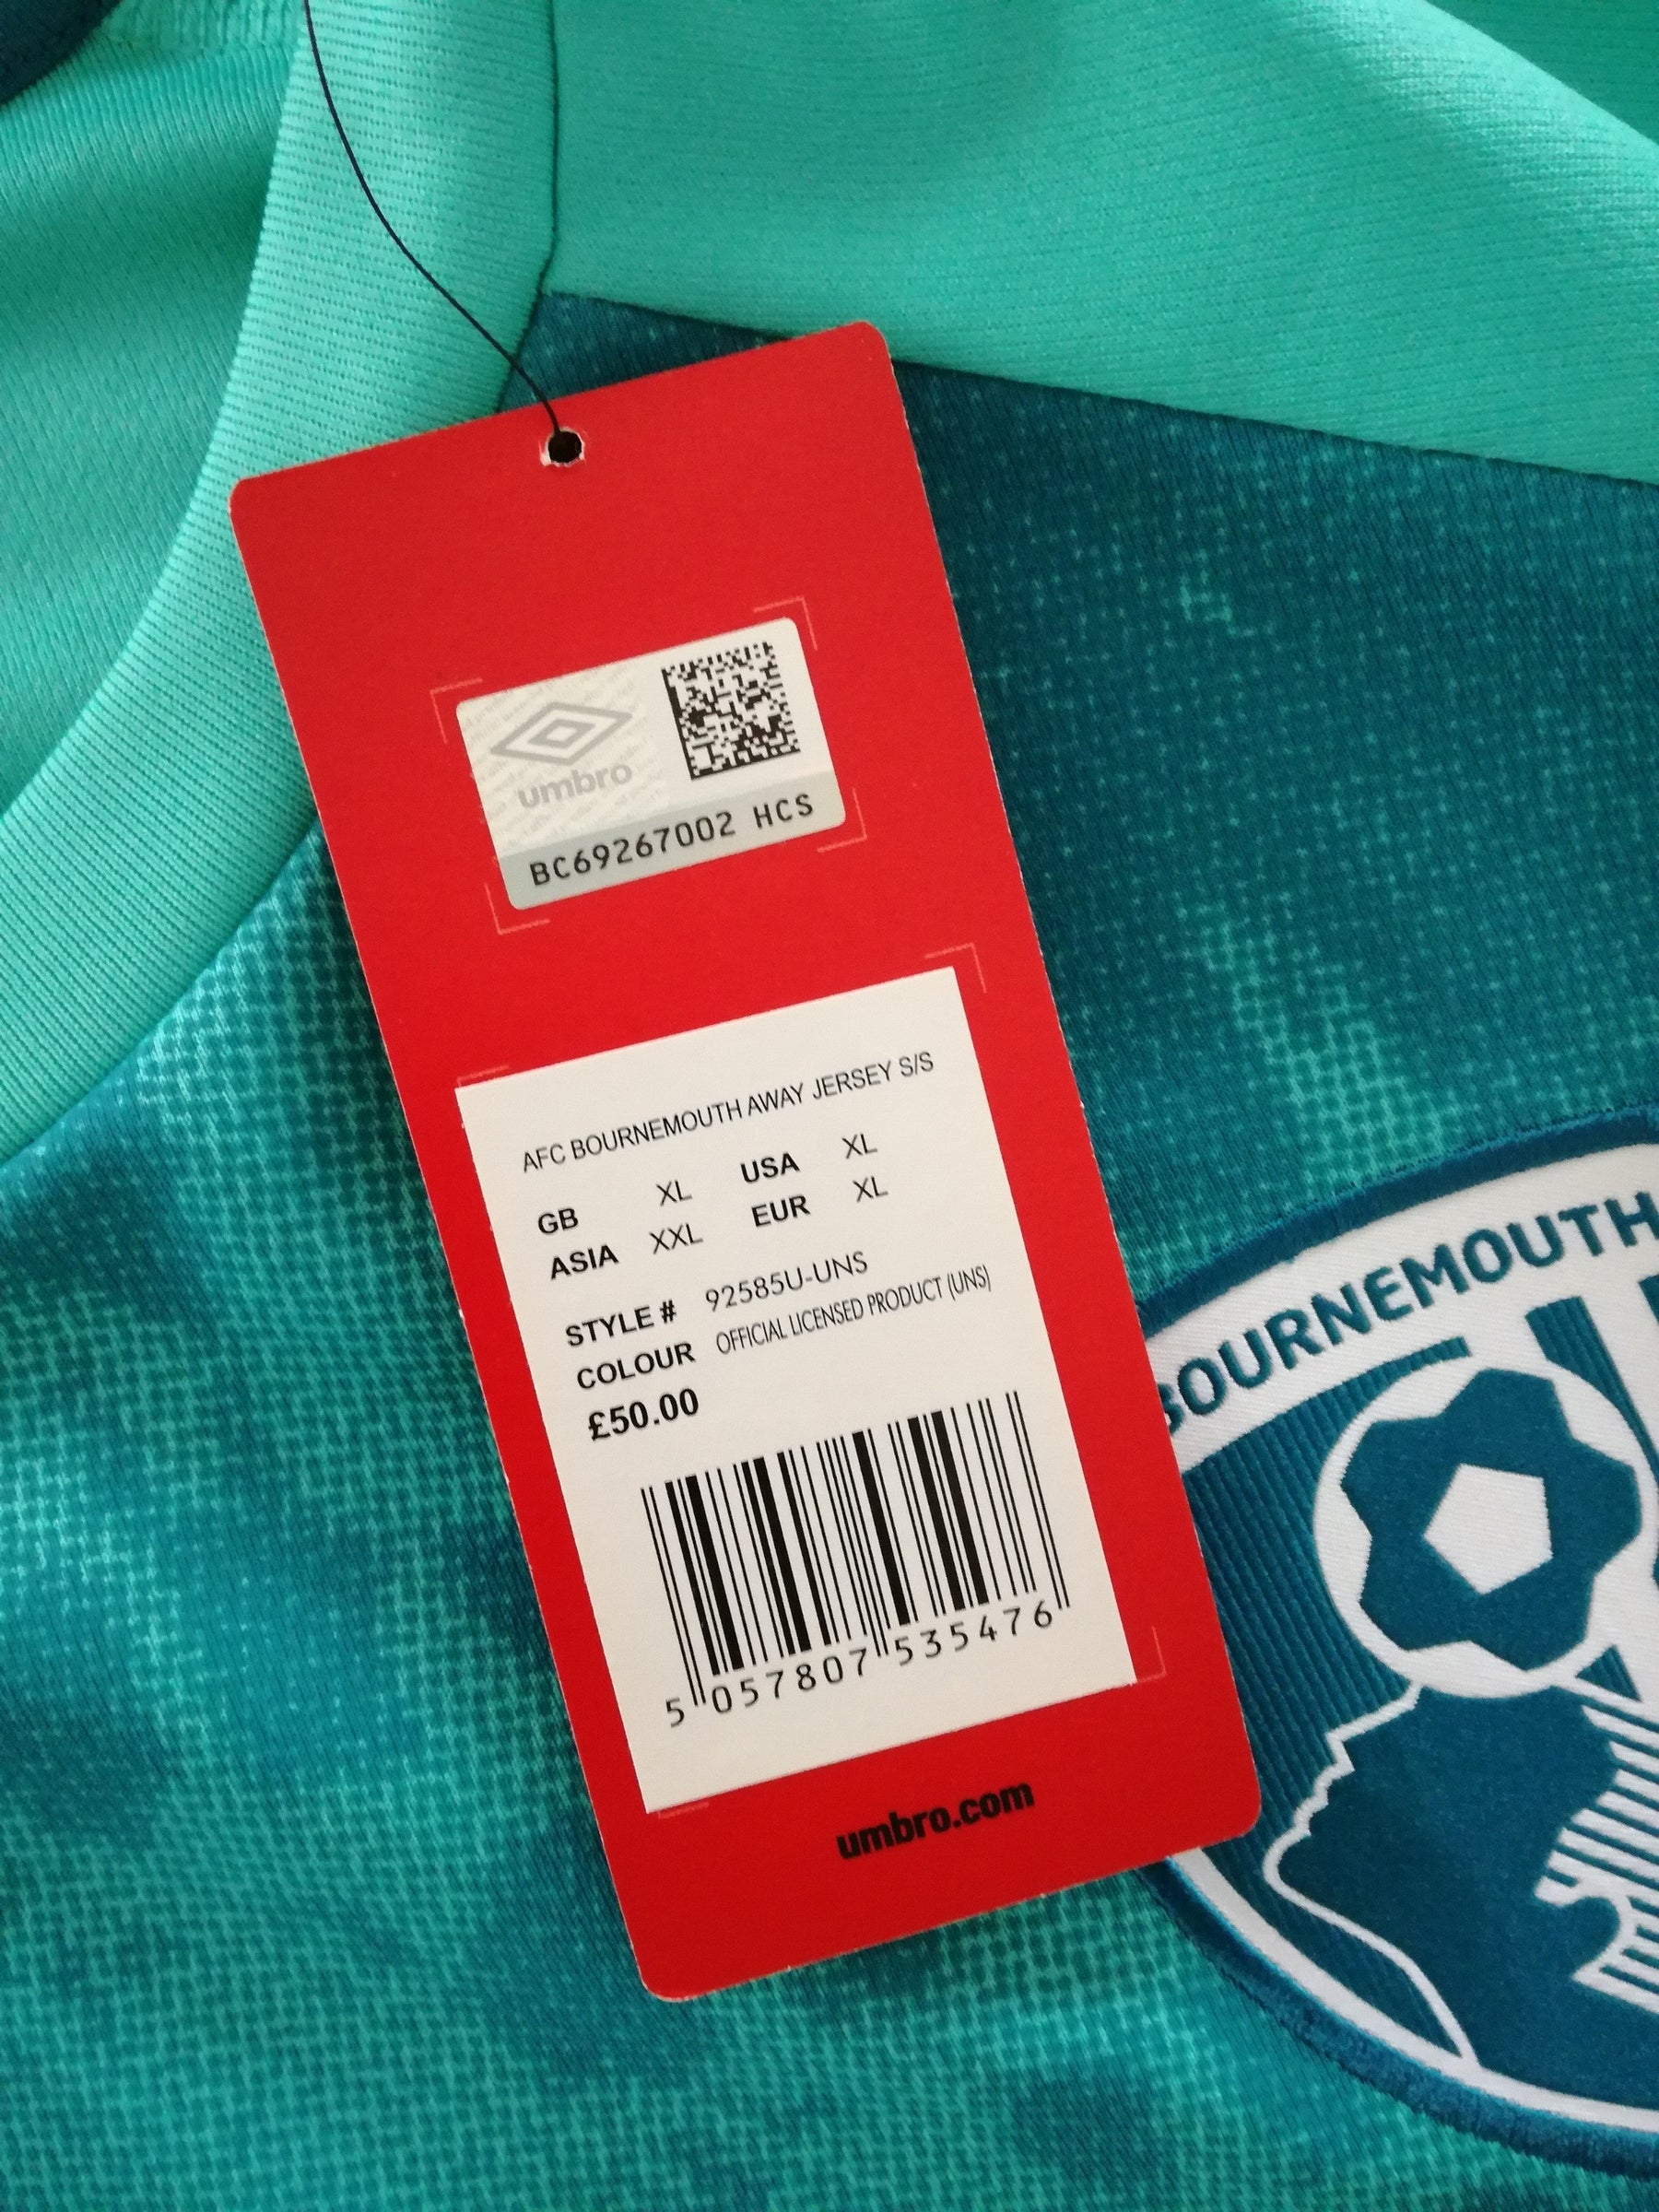 umbro
BC69267002 HCS
AFC BOURNEMOUTH AWAY JERSEY S/S
GB XL USA XL
ASIA XXL EUR XL
STYLE # 92585U-UNS
COLOUR OFFICIAL LICENSED PRODUCT (UNS)
£50.00
5 057807 535476
umbro.com
BOURNEMOUTH